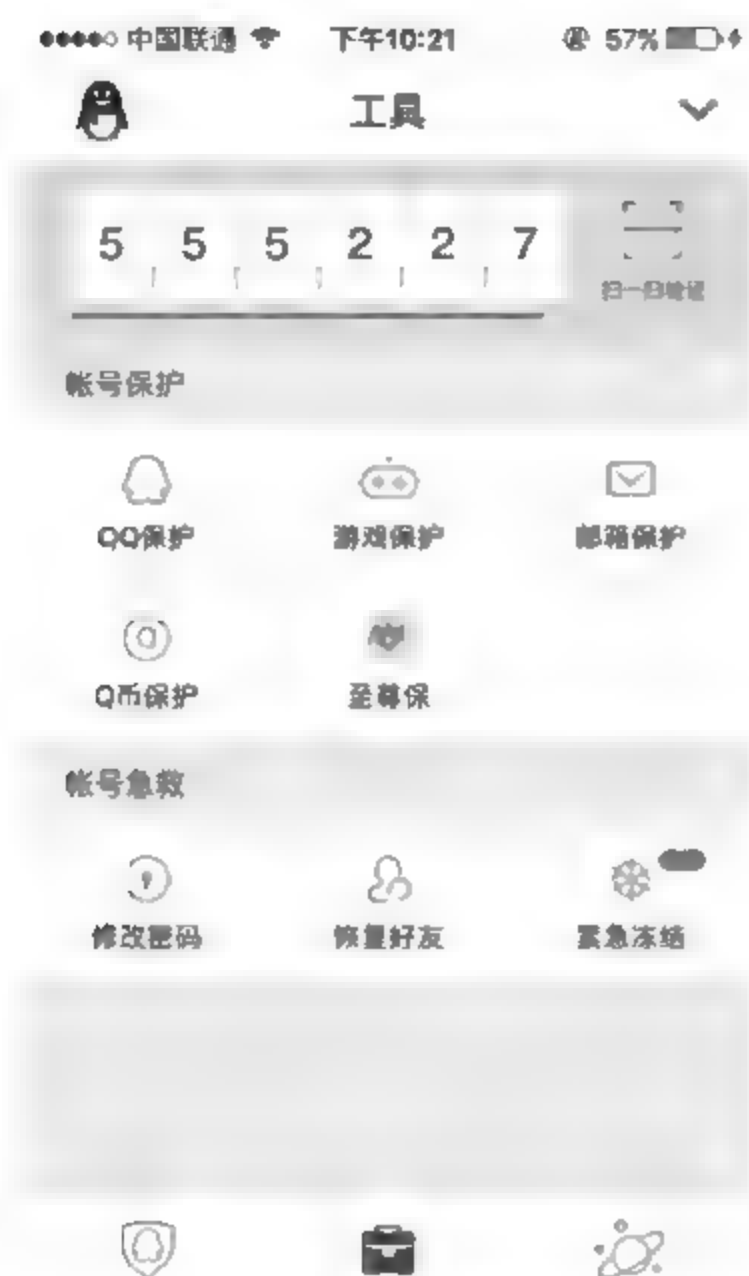 中国联通 下午10:21 57%
工具
5 5 5 2 2 7
扫一扫验证
帐号保护
QQ保护 游戏保护 邮箱保护
Q币保护 至尊保
帐号急救
修改密码 恢复好友 紧急冻结